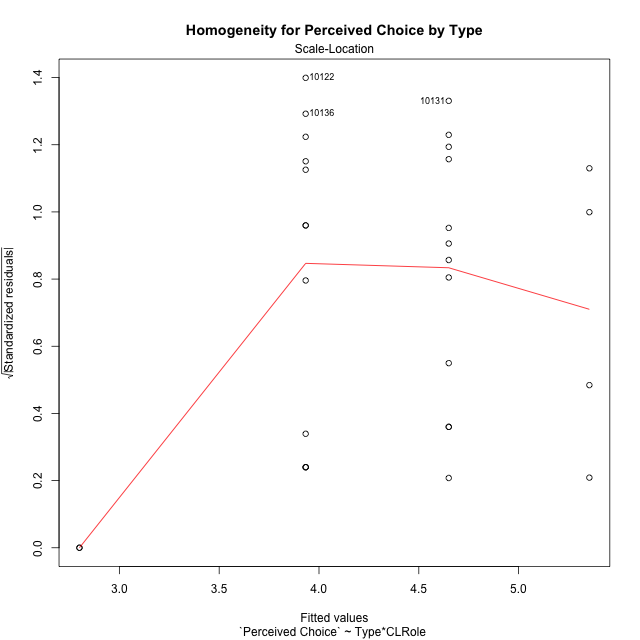 Homogeneity for Perceived Choice by Type
Scale-Location
√|Standardized residuals|
1.4
1.2
1.0
0.8
0.6
0.4
0.2
0.0
10122
10136
10131
3.0 3.5 4.0 4.5 5.0
Fitted values
`Perceived Choice` ~ Type*CLRole